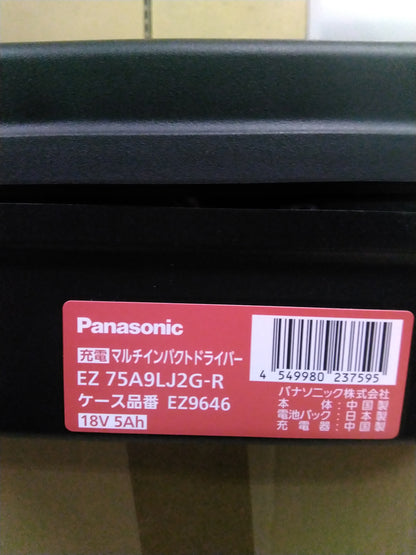 Panasonic
充電 マルチインパクトドライバー
EZ 75A9LJ2G-R
ケース品番 EZ9646
18V 5Ah
4 549980 237595
パナソニック株式会社
本体:中国製
電池パック:日本製
充電器:中国製